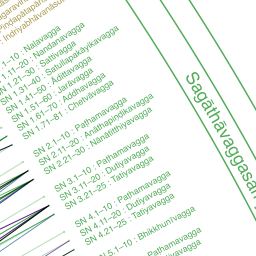 Piṇḍapātapār
: Indriyabhāvanāsu
SN 1.1–10 : Naḷavagga
SN 1.11–20 : Nandanavagga
SN 1.21–30 : Sattivagga
SN 1.31–40 : Satullapakāyikavagga
SN 1.41–50 : Ādittavagga
SN 1.51–60 : Jarāvagga
SN 1.61–70 : Addhavagga
SN 1.71–81 : Chetvāvagga
SN 2.1–10 : Paṭhamavagga
SN 2.11–20 : Anāthapiṇḍikavagga
SN 2.21–30 : Nānātitthiyavagga
SN 3.1–10 : Paṭhamavagga
SN 3.11–20 : Dutiyavagga
SN 3.21–25 : Tatiyavagga
SN 4.1–10 : Paṭhamavagga
SN 4.11–20 : Dutiyavagga
SN 4.21–25 : Tatiyavagga
5.1–10 : Bhikkhunīvagga
Paṭhamavagga
Sagāthāvaggasaṁ